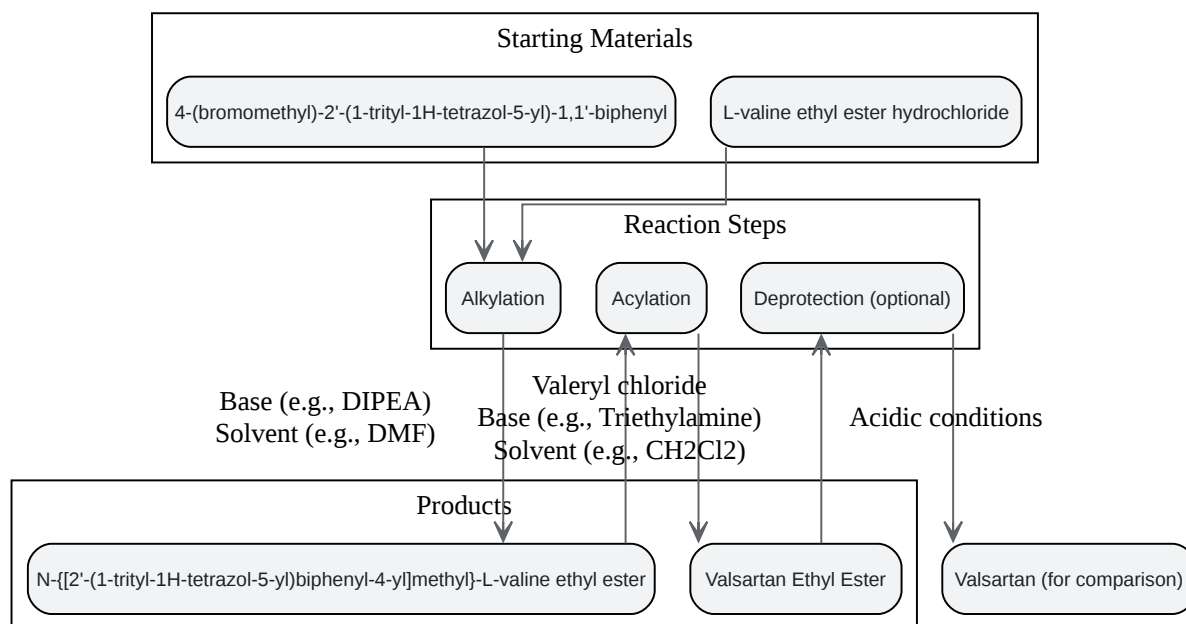 Starting Materials
4-(bromomethyl)-2'-(1-trityl-1H-tetrazol-5-yl)-1,1'-biphenyl
L-valine ethyl ester hydrochloride
Reaction Steps
Alkylation
Acylation
Deprotection (optional)
Base (e.g., DIPEA)
Solvent (e.g., DMF)
Valeryl chloride
Base (e.g., Triethylamine)
Solvent (e.g., CH2Cl2)
Acidic conditions
Products
N-{[2'-(1-trityl-1H-tetrazol-5-yl)biphenyl-4-yl]methyl}-L-valine ethyl ester
Valsartan Ethyl Ester
Valsartan (for comparison)